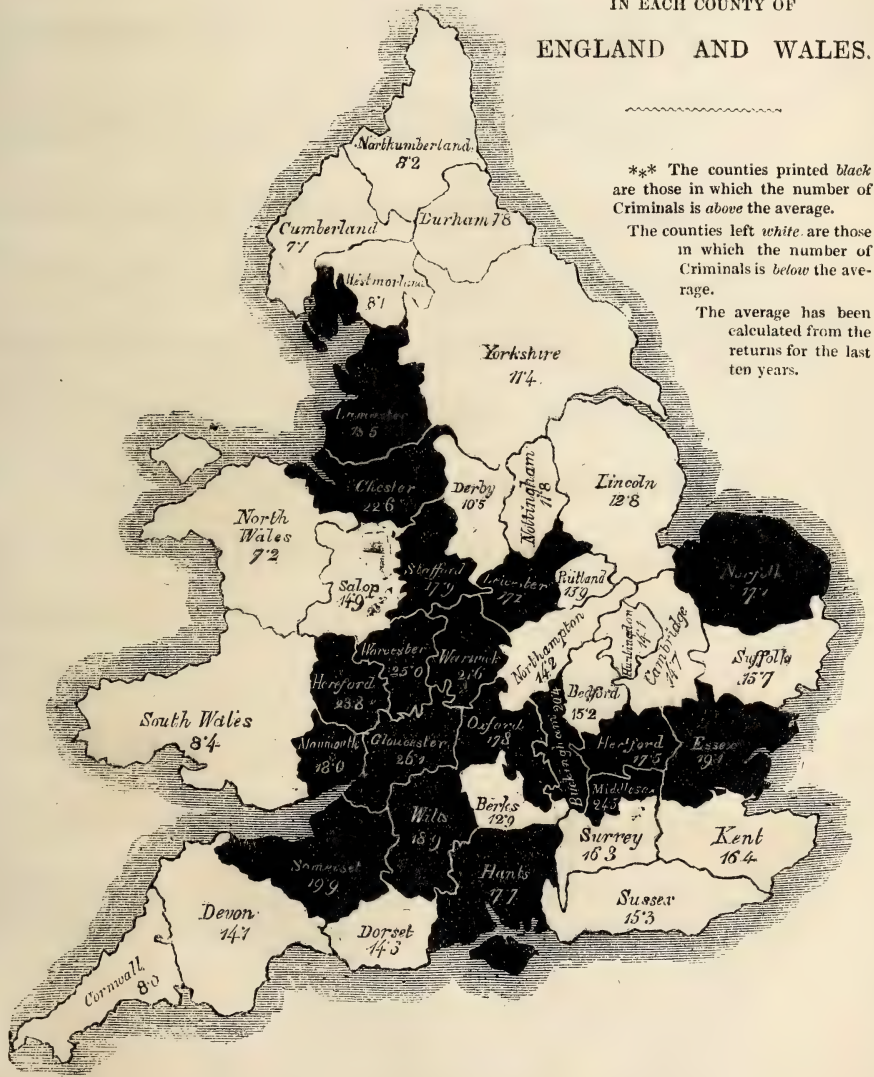 IN EACH COUNTY OF
ENGLAND AND WALES.
*** The counties printed black
are those in which the number of
Criminals is above the average.
The counties left white are those
in which the number of
Criminals is below the ave-
rage.
The average has been
calculated from the
returns for the last
ten years.
Northumberland
8·2
Cumberland
7·1
Durham 7·8
Westmorland
8·1
Yorkshire
11·4
Lancaster
Chester
22·6
Derby
10·5
Nottingham
11·8
Lincoln
12·8
North
Wales
7·2
Salop
14·9
Stafford
17·9
Leicester
17·2
Rutland
13·9
Norfolk
17·1
Northampton
14·2
Huntingdon
14·1
Cambridge
14·7
Suffolk
15·7
Worcester
25·0
Warwick
Hereford
23·8
Bedford
15·2
South Wales
8·4
Monmouth
18·0
Gloucester
26·1
Oxford
17·8
Buckingham 20·4
Hertford
17·5
Essex
19·1
Middlesex
24·5
Wilts
18·9
Berks
12·9
Surrey
16·3
Kent
16·4
Somerset
19·9
Hants
17·7
Sussex
15·3
Devon
14·1
Dorset
14·3
Cornwall
8·0